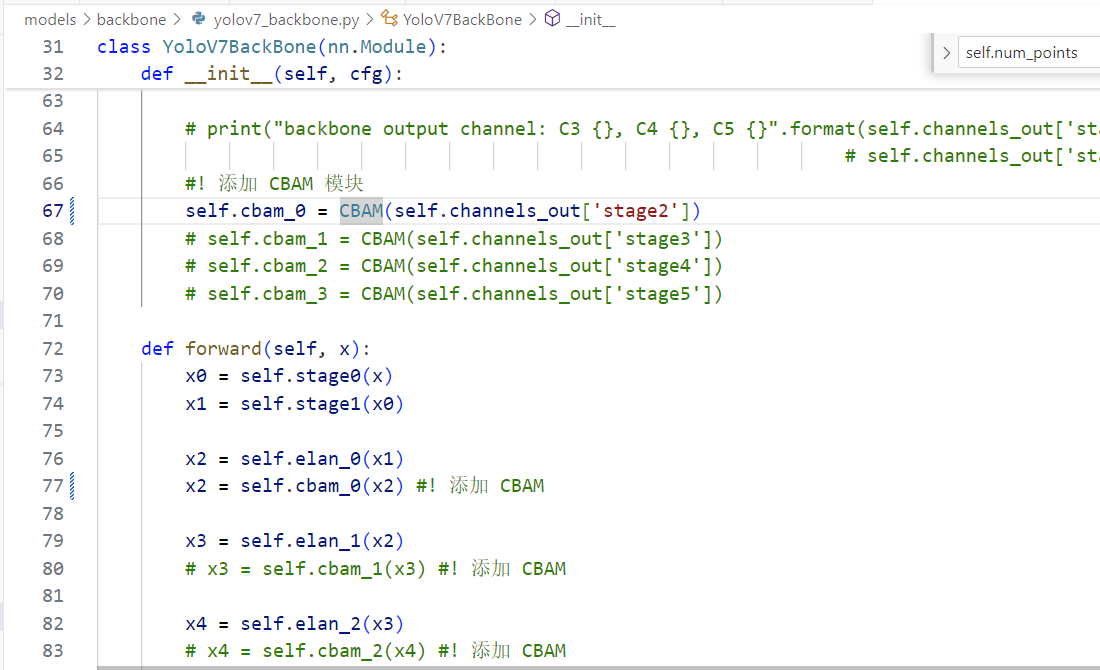 models > backbone > yolov7_backbone.py > YoloV7BackBone > __init__
31 class YoloV7BackBone(nn.Module):
32 def __init__(self, cfg):
self.num_points
63
64 # print("backbone output channel: C3 {}, C4 {}, C5 {}".format(self.channels_out['sta
65 # self.channels_out['sta
66 #! 添加 CBAM 模块
67 self.cbam_0 = CBAM(self.channels_out['stage2'])
68 # self.cbam_1 = CBAM(self.channels_out['stage3'])
69 # self.cbam_2 = CBAM(self.channels_out['stage4'])
70 # self.cbam_3 = CBAM(self.channels_out['stage5'])
71
72 def forward(self, x):
73 x0 = self.stage0(x)
74 x1 = self.stage1(x0)
75
76 x2 = self.elan_0(x1)
77 x2 = self.cbam_0(x2) #! 添加 CBAM
78
79 x3 = self.elan_1(x2)
80 # x3 = self.cbam_1(x3) #! 添加 CBAM
81
82 x4 = self.elan_2(x3)
83 # x4 = self.cbam_2(x4) #! 添加 CBAM